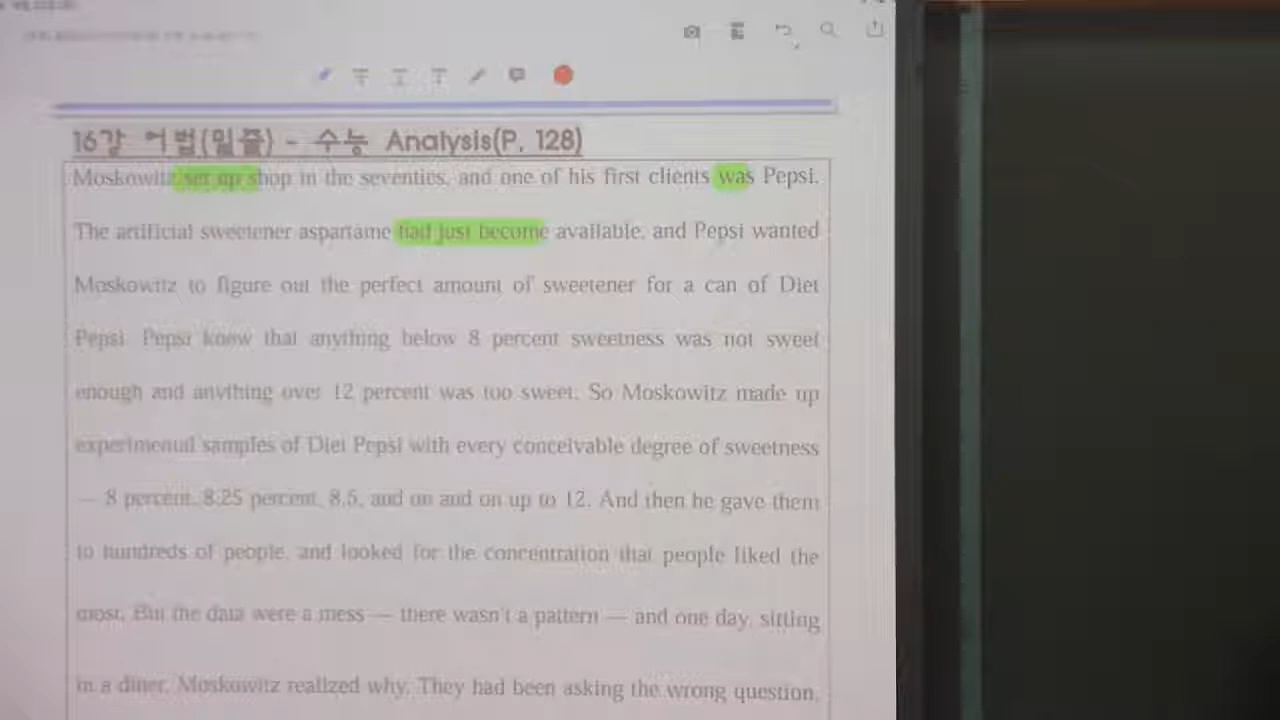 16강 어법(밑줄) - 수능 Analysis(P. 128)
Moskowitz set up shop in the seventies, and one of his first clients was Pepsi.
The artificial sweetener aspartame had just become available, and Pepsi wanted
Moskowitz to figure out the perfect amount of sweetener for a can of Diet
Pepsi. Pepsi knew that anything below 8 percent sweetness was not sweet
enough and anything over 12 percent was too sweet. So Moskowitz made up
experimental samples of Diet Pepsi with every conceivable degree of sweetness
— 8 percent, 8.25 percent, 8.5, and on and on up to 12. And then he gave them
to hundreds of people, and looked for the concentration that people liked the
most. But the data were a mess — there wasn't a pattern — and one day, sitting
in a diner, Moskowitz realized why. They had been asking the wrong question.